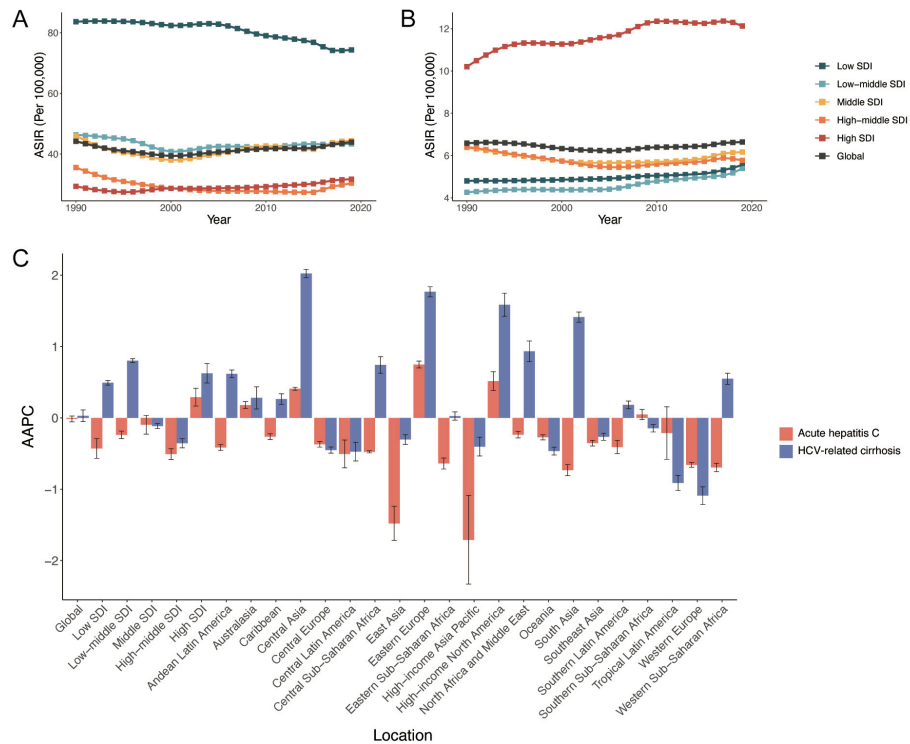 A
B
ASIR (Per 100,000)
80
60
40
1990
2000
2010
2020
Year
ASIR (Per 100,000)
12
10
8
6
4
1990
2000
2010
2020
Year
Low SDI
Low-middle SDI
Middle SDI
High-middle SDI
High SDI
Global
C
AAPC
2
1
0
-1
-2
Acute hepatitis C
HCV-related cirrhosis
Global
Low SDI
Low-middle SDI
Middle SDI
High-middle SDI
High SDI
Andean Latin America
Australasia
Caribbean
Central Asia
Central Europe
Central Latin America
Central Sub-Saharan Africa
East Asia
Eastern Europe
Eastern Sub-Saharan Africa
High-income Asia Pacific
High-income North America
North Africa and Middle East
Oceania
South Asia
Southeast Asia
Southern Latin America
Southern Sub-Saharan Africa
Tropical Latin America
Western Europe
Western Sub-Saharan Africa
Location